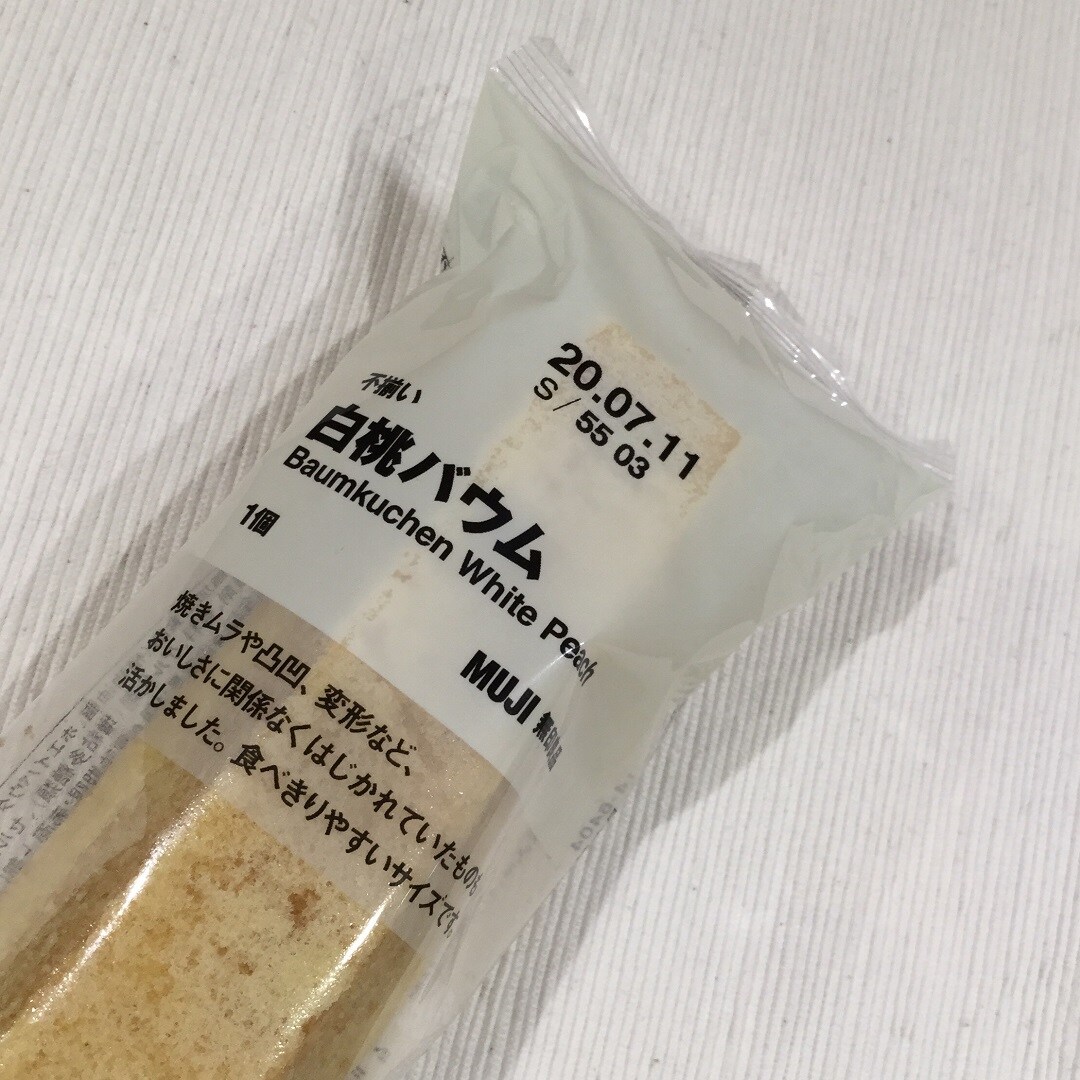 20.07.11
S/55 03
不揃い
白桃バウム
Baumkuchen White Peach
1個
MUJI 無印良品
焼きムラや凸凹、変形など、
おいしさに関係なくはじかれていたものも
活かしました。食べきりやすいサイズです。